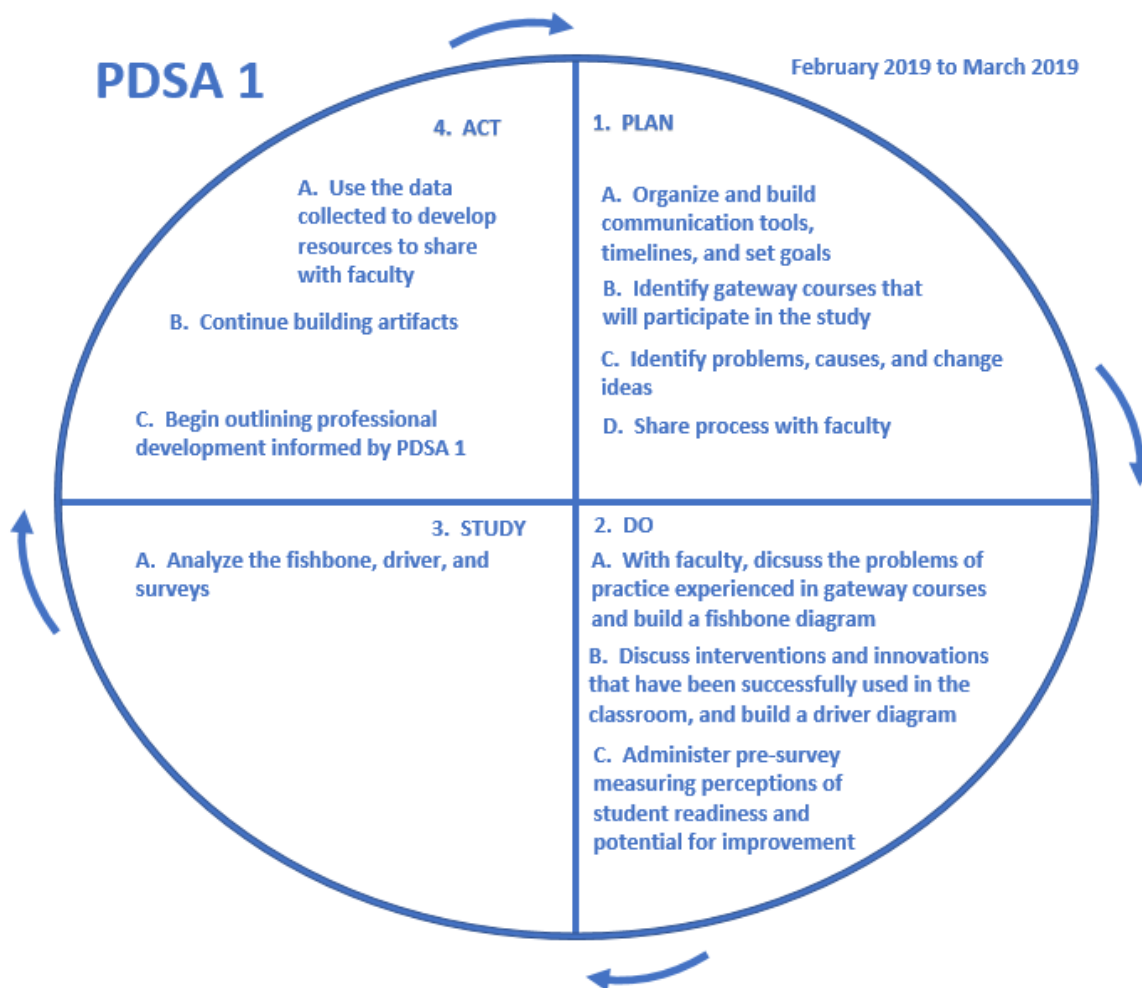 PDSA 1
February 2019 to March 2019
4. ACT
A. Use the data
collected to develop
resources to share
with faculty
B. Continue building artifacts
C. Begin outlining professional
development informed by PDSA 1
1. PLAN
A. Organize and build
communication tools,
timelines, and set goals
B. Identify gateway courses that
will participate in the study
C. Identify problems, causes, and change
ideas
D. Share process with faculty
3. STUDY
A. Analyze the fishbone, driver, and
surveys
2. DO
A. With faculty, dicsuss the problems of
practice experienced in gateway courses
and build a fishbone diagram
B. Discuss interventions and innovations
that have been successfully used in the
classroom, and build a driver diagram
C. Administer pre-survey
measuring perceptions of
student readiness and
potential for improvement